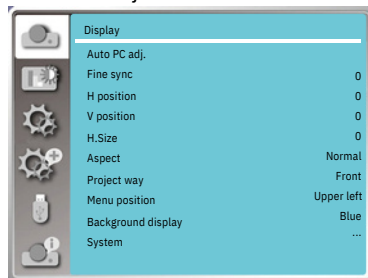 Display
Auto PC adj.
Fine sync 0
H position 0
V position 0
H.Size 0
Aspect Normal
Project way Front
Menu position Upper left
Background display Blue
System ...